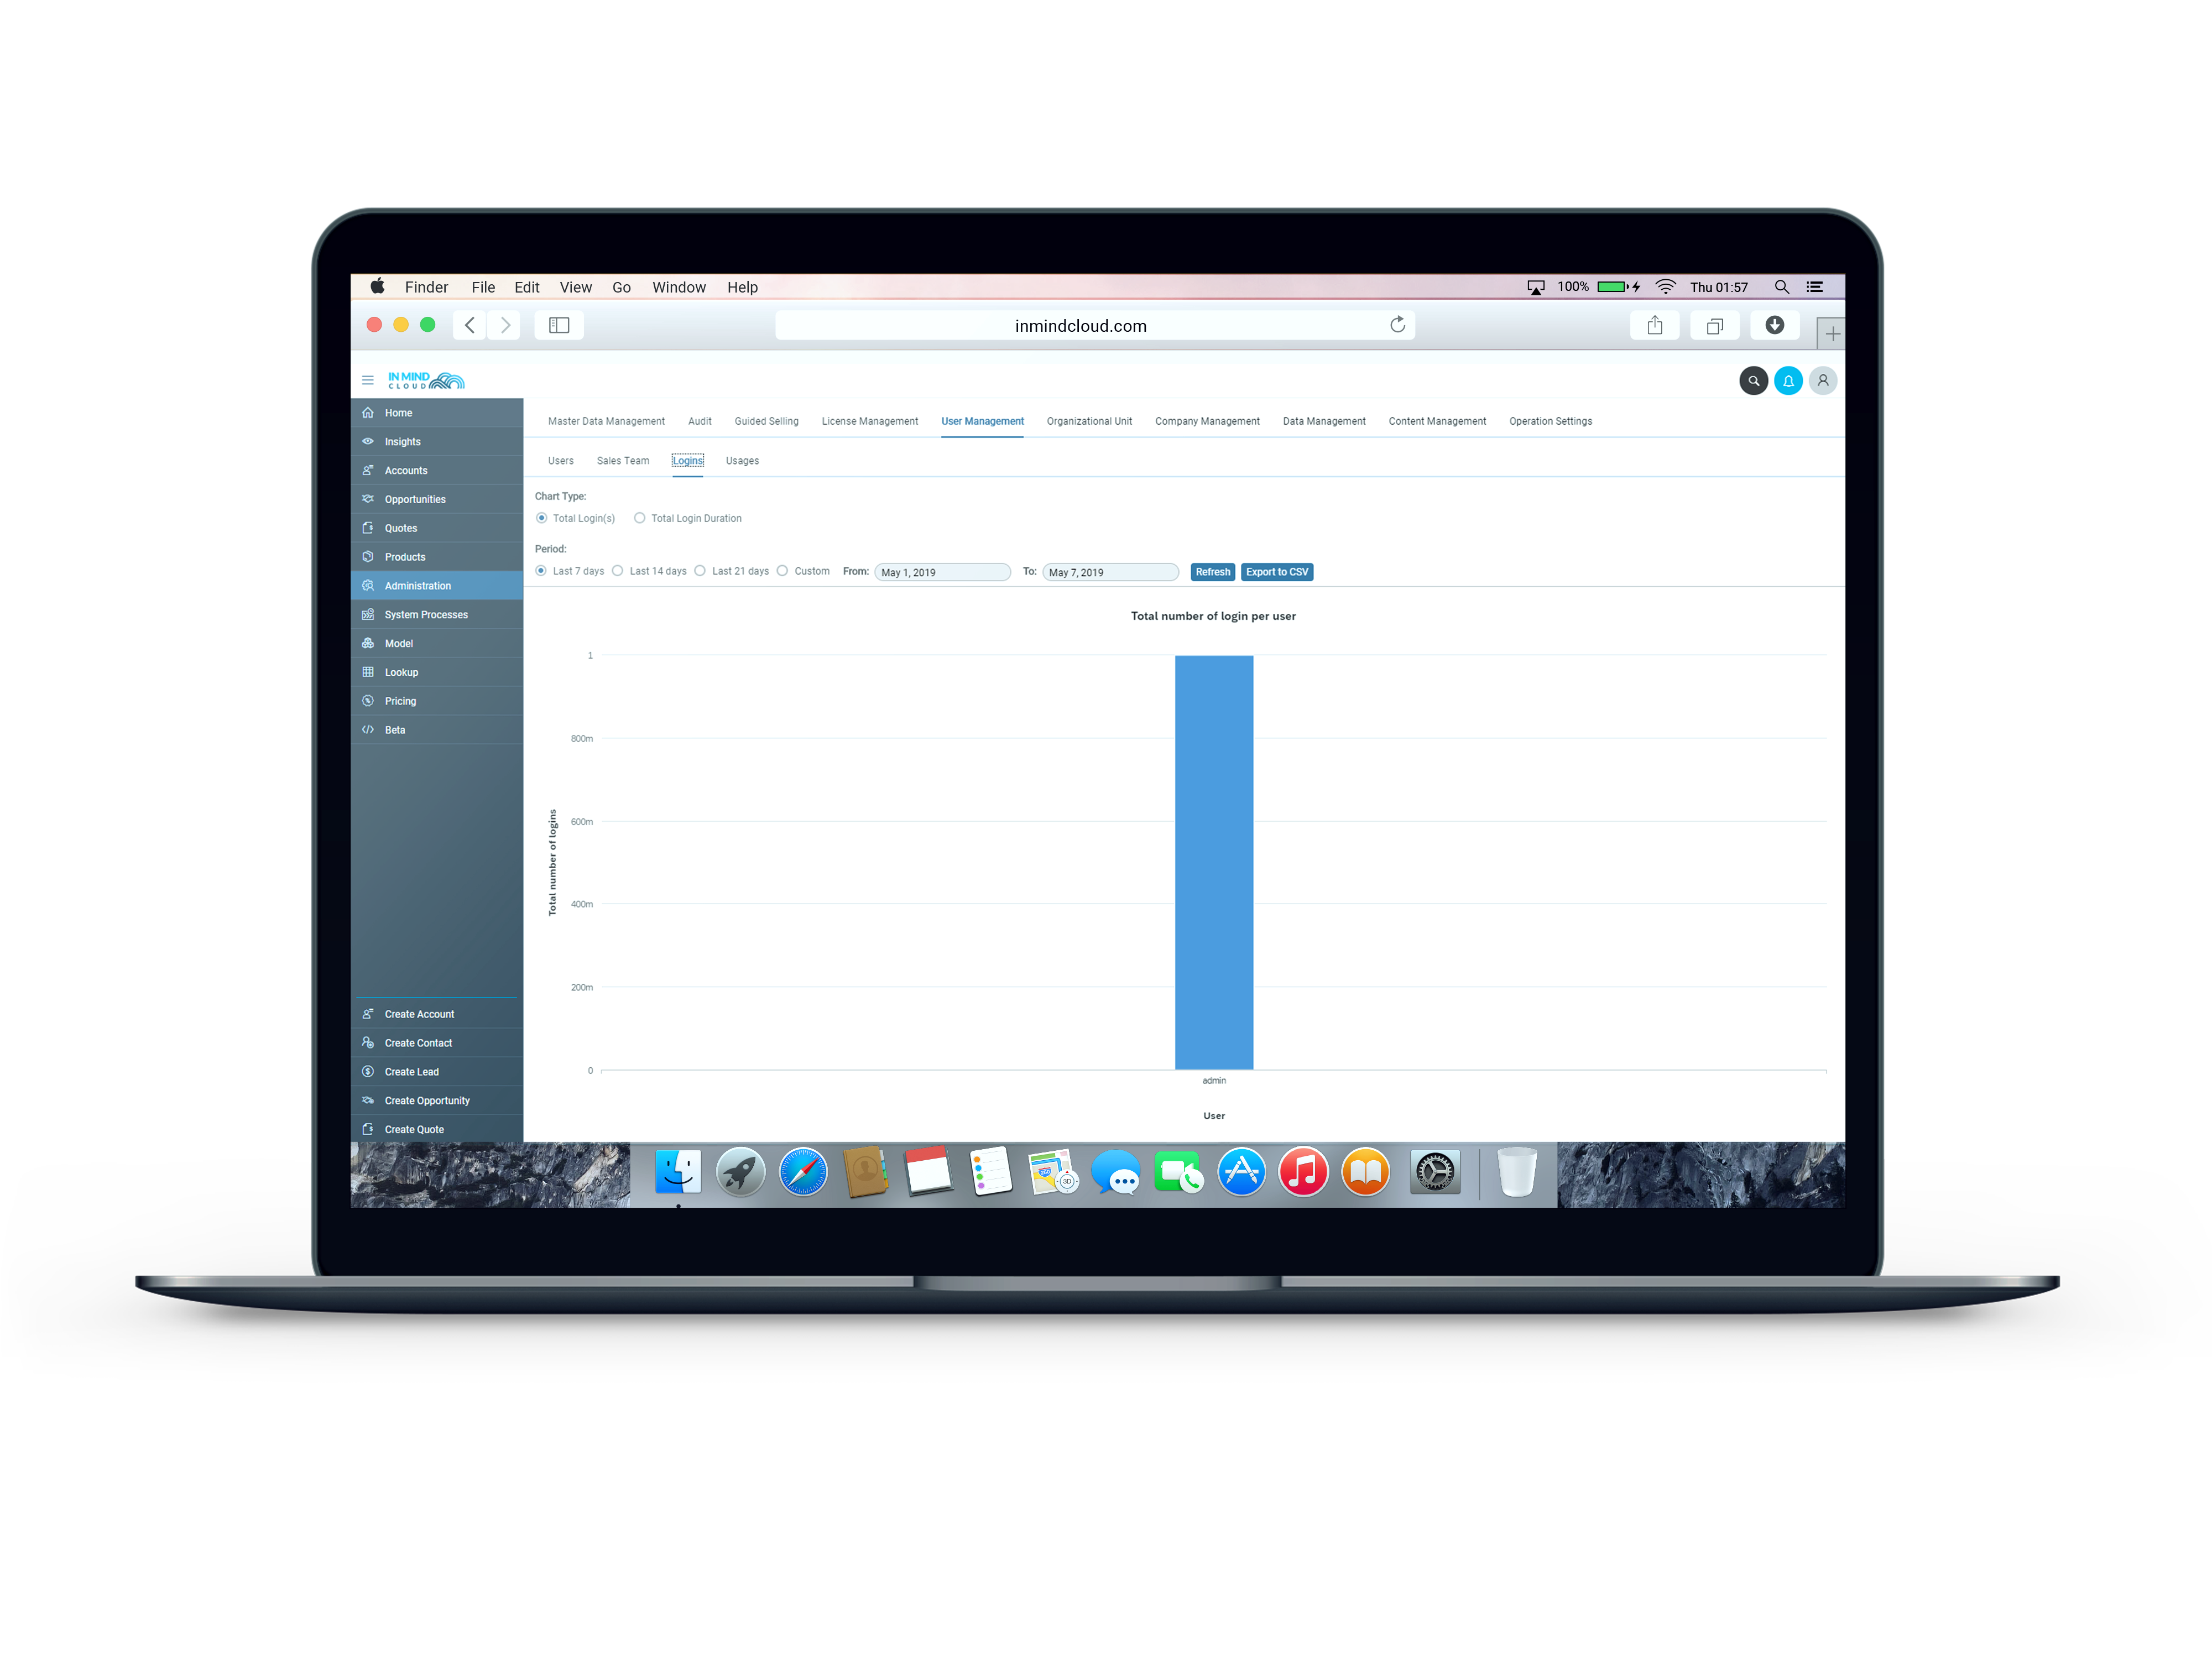 Finder File Edit View Go Window Help 100% Thu 01:57
inmindcloud.com
IN MIND
CLOUD
Home
Insights
Accounts
Opportunities
Quotes
Products
Administration
System Processes
Model
Lookup
Pricing
Beta
Create Account
Create Contact
Create Lead
Create Opportunity
Create Quote
Master Data Management Audit Guided Selling License Management User Management Organizational Unit Company Management Data Management Content Management Operation Settings
Users Sales Team Logins Usages
Chart Type:
Total Login(s) Total Login Duration
Period:
Last 7 days Last 14 days Last 21 days Custom From: May 1, 2019 To: May 7, 2019 Refresh Export to CSV
Total number of login per user
Total number of logins
1
800m
600m
400m
200m
0
admin
User
3D